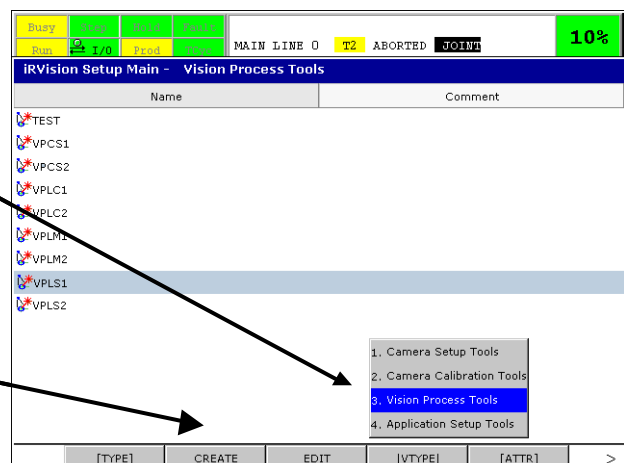 Busy Step Hold Fault
Run I/O Prod TCyc
MAIN LINE 0 T2 ABORTED JOINT
10%
iRVision Setup Main - Vision Process Tools
Name Comment
TEST
VPCS1
VPCS2
VPLC1
VPLC2
VPLM1
VPLM2
VPLS1
VPLS2
1. Camera Setup Tools
2. Camera Calibration Tools
3. Vision Process Tools
4. Application Setup Tools
[TYPE] CREATE EDIT [VTYPE] [ATTR] >